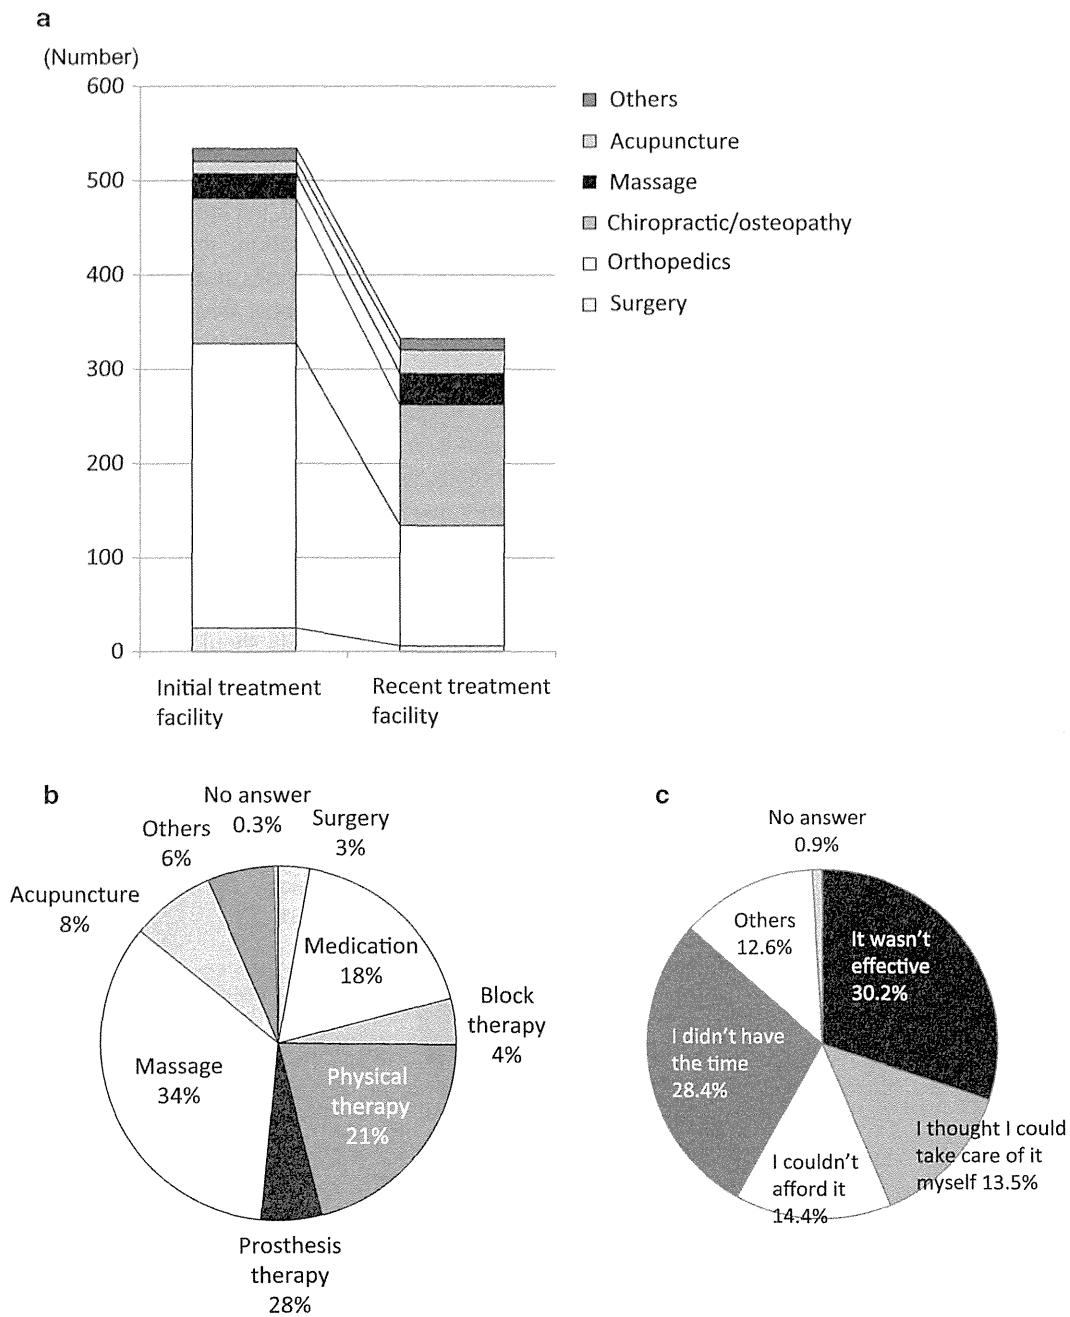 a
(Number)
600
500
400
300
200
100
0
Initial treatment
facility
Recent treatment
facility
Others
Acupuncture
Massage
Chiropractic/osteopathy
Orthopedics
Surgery
b
No answer
0.3%
Surgery
3%
Medication
18%
Block
therapy
4%
Physical
therapy
21%
Prosthesis
therapy
28%
Massage
34%
Acupuncture
8%
Others
6%
c
No answer
0.9%
It wasn't
effective
30.2%
I thought I could
take care of it
myself 13.5%
I couldn't
afford it
14.4%
I didn't have
the time
28.4%
Others
12.6%